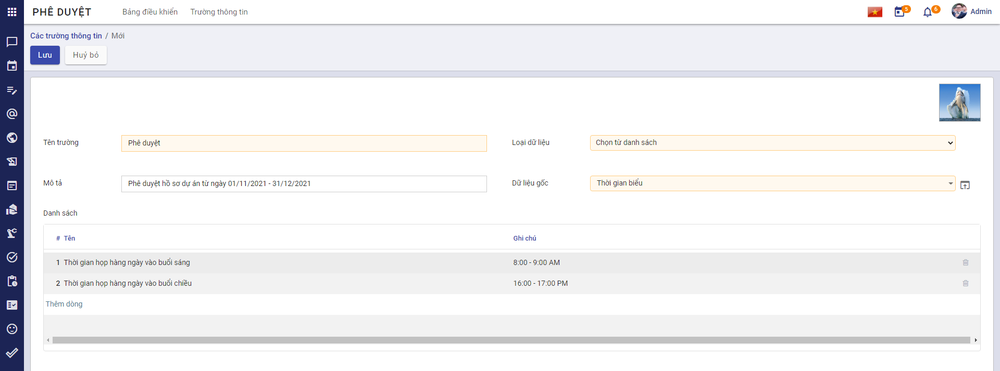 PHÊ DUYỆT Bảng điều khiển Trường thông tin 5 6 Admin
Các trường thông tin / Mới
Lưu Huỷ bỏ
Tên trường Phê duyệt Loại dữ liệu Chọn từ danh sách
Mô tả Phê duyệt hồ sơ dự án từ ngày 01/11/2021 - 31/12/2021 Dữ liệu gốc Thời gian biểu
Danh sách
# Tên Ghi chú
1 Thời gian họp hàng ngày vào buổi sáng 8:00 - 9:00 AM
2 Thời gian họp hàng ngày vào buổi chiều 16:00 - 17:00 PM
Thêm dòng